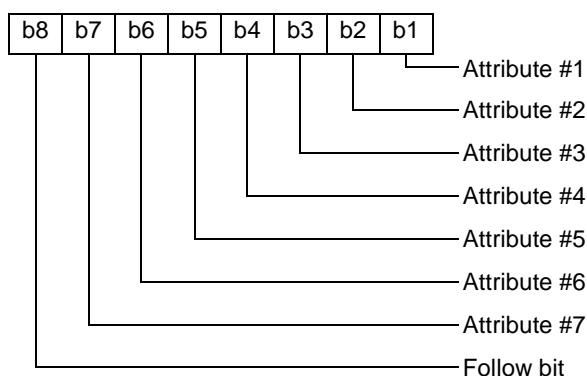 b8 b7 b6 b5 b4 b3 b2 b1
Attribute #1
Attribute #2
Attribute #3
Attribute #4
Attribute #5
Attribute #6
Attribute #7
Follow bit